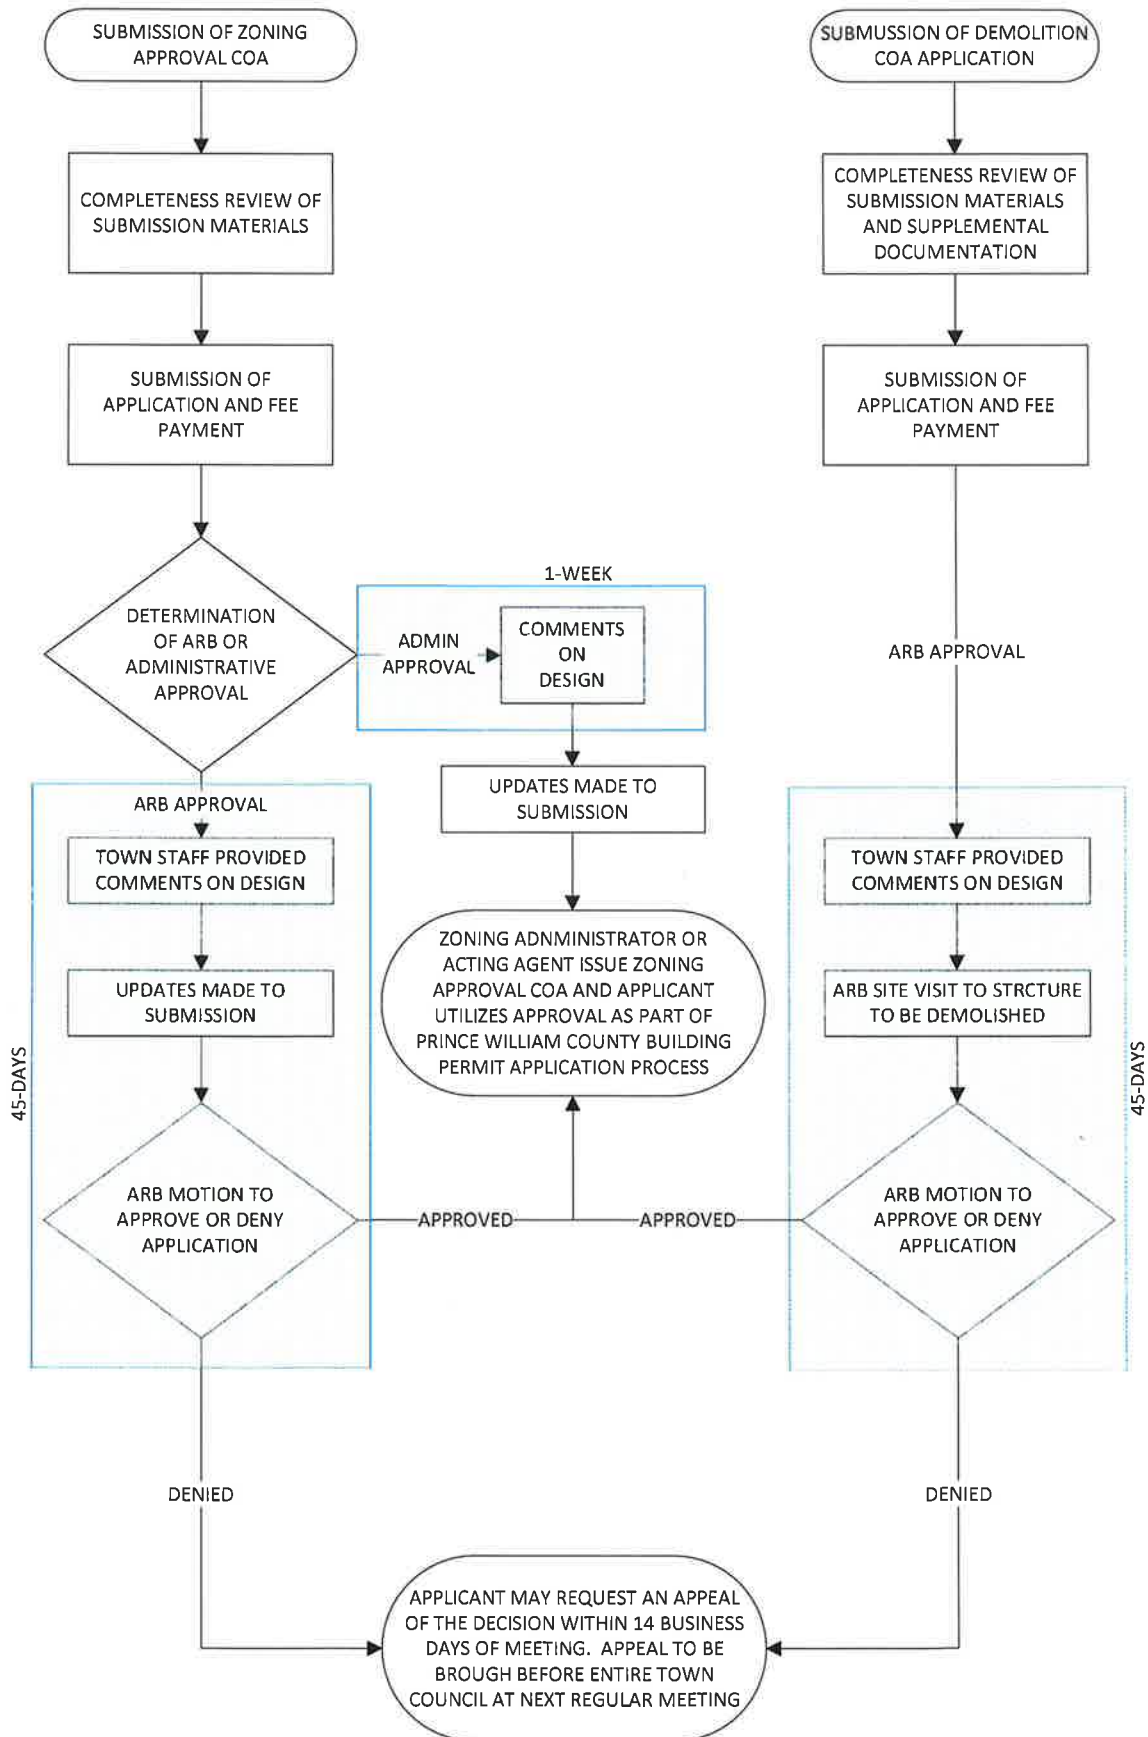 SUBMISSION OF ZONING
APPROVAL COA
SUBMUSSION OF DEMOLITION
COA APPLICATION
COMPLETENESS REVIEW OF
SUBMISSION MATERIALS
COMPLETENESS REVIEW OF
SUBMISSION MATERIALS
AND SUPPLEMENTAL
DOCUMENTATION
SUBMISSION OF
APPLICATION AND FEE
PAYMENT
SUBMISSION OF
APPLICATION AND FEE
PAYMENT
DETERMINATION
OF ARB OR
ADMINISTRATIVE
APPROVAL
1-WEEK
ADMIN
APPROVAL
COMMENTS
ON
DESIGN
ARB APPROVAL
UPDATES MADE TO
SUBMISSION
ARB APPROVAL
TOWN STAFF PROVIDED
COMMENTS ON DESIGN
TOWN STAFF PROVIDED
COMMENTS ON DESIGN
ZONING ADNMINISTRATOR OR
ACTING AGENT ISSUE ZONING
APPROVAL COA AND APPLICANT
UTILIZES APPROVAL AS PART OF
PRINCE WILLIAM COUNTY BUILDING
PERMIT APPLICATION PROCESS
UPDATES MADE TO
SUBMISSION
ARB SITE VISIT TO STRCTURE
TO BE DEMOLISHED
45-DAYS
45-DAYS
ARB MOTION TO
APPROVE OR DENY
APPLICATION
APPROVED
APPROVED
ARB MOTION TO
APPROVE OR DENY
APPLICATION
DENIED
DENIED
APPLICANT MAY REQUEST AN APPEAL
OF THE DECISION WITHIN 14 BUSINESS
DAYS OF MEETING. APPEAL TO BE
BROUGH BEFORE ENTIRE TOWN
COUNCIL AT NEXT REGULAR MEETING